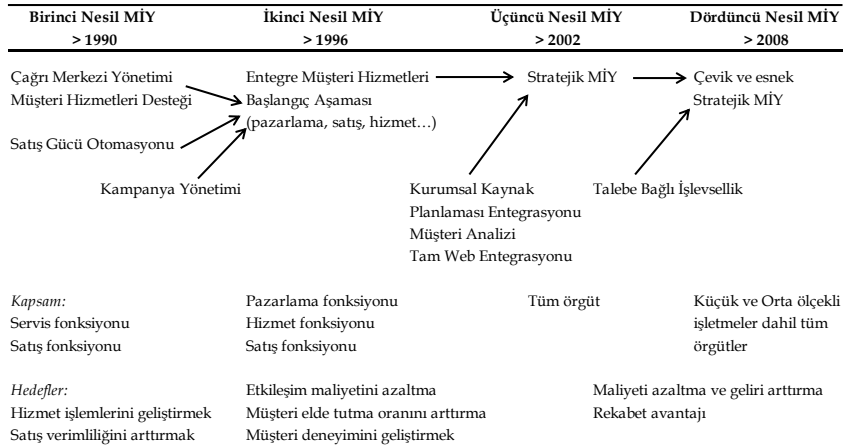 Birinci Nesil MİY İkinci Nesil MİY Üçüncü Nesil MİY Dördüncü Nesil MİY
> 1990 > 1996 > 2002 > 2008
Çağrı Merkezi Yönetimi Entegre Müşteri Hizmetleri Stratejik MİY Çevik ve esnek
Müşteri Hizmetleri Desteği Başlangıç Aşaması Stratejik MİY
(pazarlama, satış, hizmet…)
Satış Gücü Otomasyonu
Kampanya Yönetimi Kurumsal Kaynak Talebe Bağlı İşlevsellik
Planlaması Entegrasyonu
Müşteri Analizi
Tam Web Entegrasyonu
Kapsam: Pazarlama fonksiyonu Tüm örgüt Küçük ve Orta ölçekli
Servis fonksiyonu Hizmet fonksiyonu işletmeler dahil tüm
Satış fonksiyonu Satış fonksiyonu örgütler
Hedefler: Etkileşim maliyetini azaltma Maliyeti azaltma ve geliri arttırma
Hizmet işlemlerini geliştirmek Müşteri elde tutma oranını arttırma Rekabet avantajı
Satış verimliliğini arttırmak Müşteri deneyimini geliştirmek